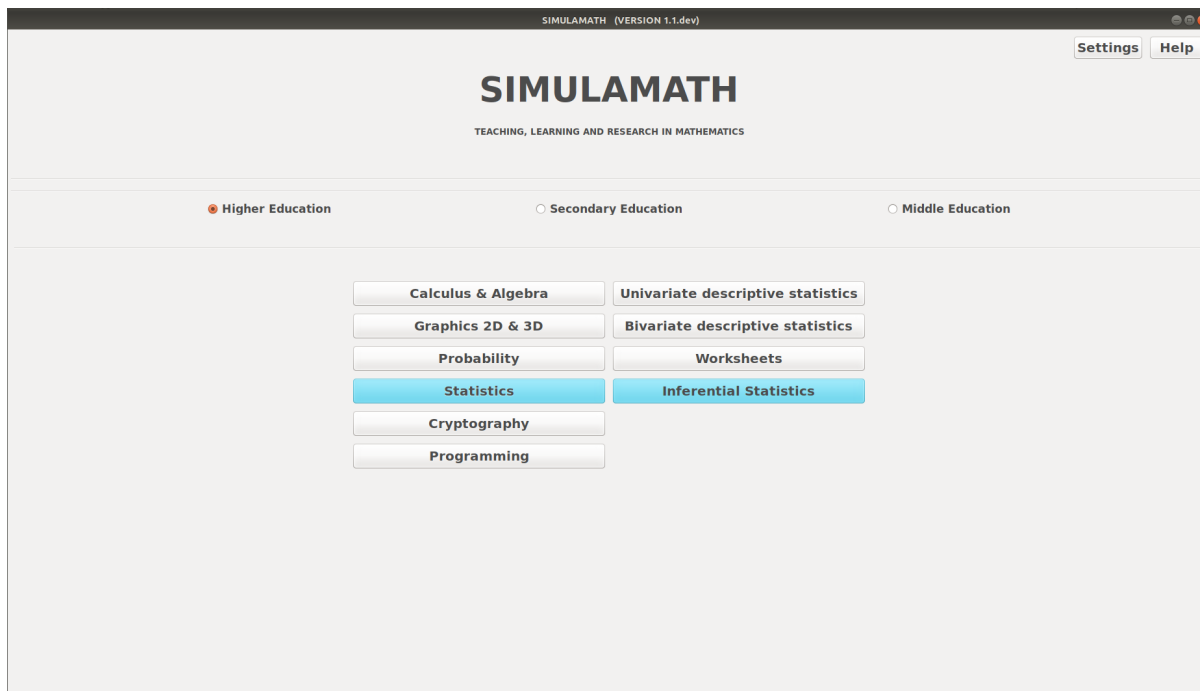 SIMULAMATH (VERSION 1.1.dev)
Settings Help
SIMULAMATH
TEACHING, LEARNING AND RESEARCH IN MATHEMATICS
Higher Education Secondary Education Middle Education
Calculus & Algebra Univariate descriptive statistics
Graphics 2D & 3D Bivariate descriptive statistics
Probability Worksheets
Statistics Inferential Statistics
Cryptography
Programming